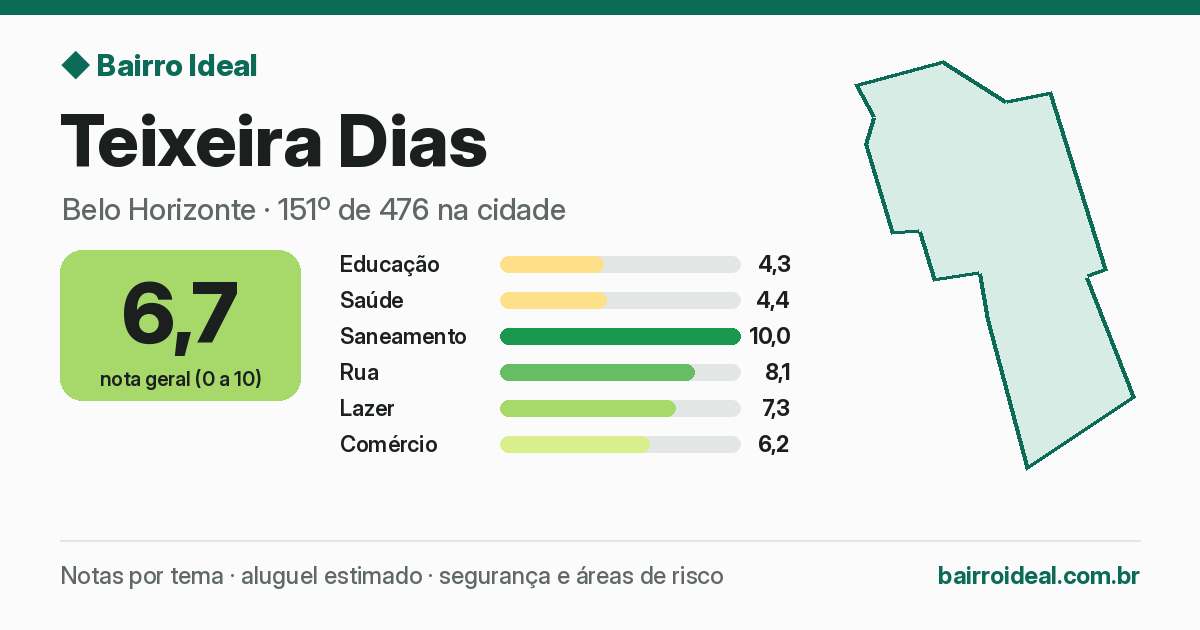 Bairro Ideal
Teixeira Dias
Belo Horizonte · 151º de 476 na cidade
6,7
nota geral (0 a 10)
Educação 4,3
Saúde 4,4
Saneamento 10,0
Rua 8,1
Lazer 7,3
Comércio 6,2
Notas por tema · aluguel estimado · segurança e áreas de risco
bairroideal.com.br